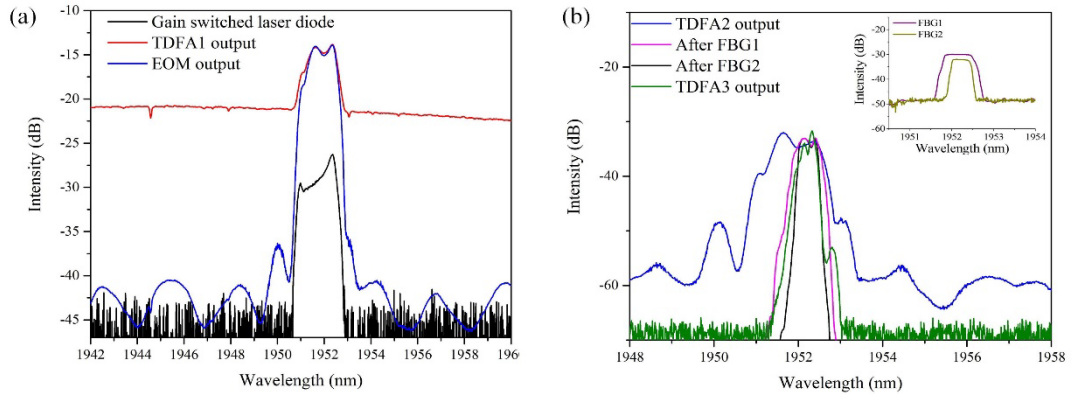 (a)
Gain switched laser diode
TDFA1 output
EOM output
-10
-15
-20
-25
-30
-35
-40
-45
Intensity (dB)
1942 1944 1946 1948 1950 1952 1954 1956 1958 1960
Wavelength (nm)
(b)
TDFA2 output
After FBG1
After FBG2
TDFA3 output
-20
-40
-60
Intensity (dB)
1948 1950 1952 1954 1956 1958
Wavelength (nm)
FBG1
FBG2
-20
-30
-40
-50
-60
Intensity (dB)
1951 1952 1953 1954
Wavelength (nm)